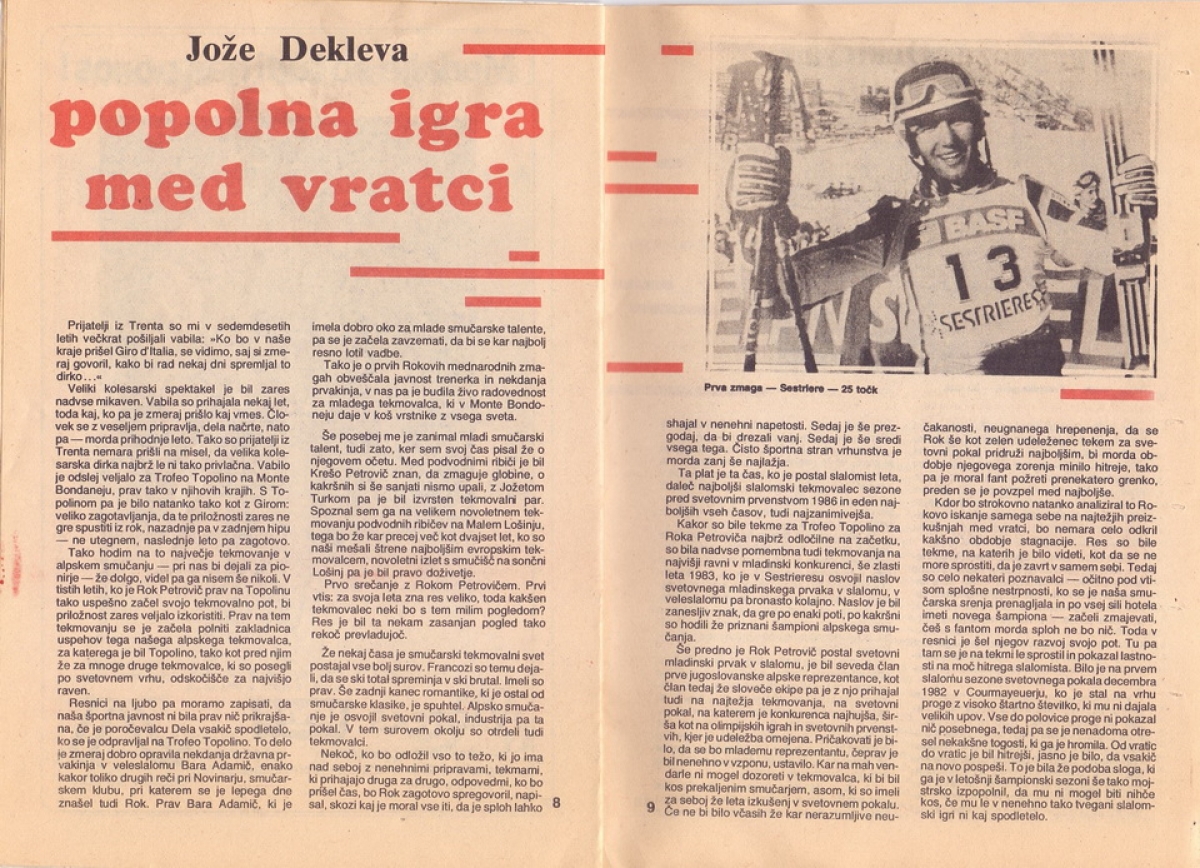 Jože Dekleva
popolna igra
med vratci
Prijatelji iz Trenta so mi v sedemdesetih
letih večkrat pošiljali vabila: »Ko bo v naše
kraje prišel Giro d'Italia, se vidimo, saj si zme-
raj govoril, kako bi rad nekaj dni spremljal to
dirko...«
Veliki kolesarski spektakel je bil zares
nadvse mikaven. Vabila so prihajala nekaj let,
toda kaj, ko pa je zmeraj prišlo kaj vmes. Člo-
vek se z veseljem pripravlja, dela načrte, nato
pa — morda prihodnje leto. Tako so prijatelji iz
Trenta nemara prišli na misel, da velika kole-
sarska dirka najbrž le ni tako privlačna. Vabilo
je odslej veljalo za Trofeo Topolino na Monte
Bondaneju, prav tako v njihovih krajih. S To-
polinom pa je bilo natanko tako kot z Girom:
veliko zagotavljanja, da te priložnosti zares ne
gre spustiti iz rok, nazadnje pa v zadnjem hipu
— ne utegnem, naslednje leto pa zagotovo.
Tako hodim na to največje tekmovanje v
alpskem smučanju — pri nas bi dejali za pio-
nirje — že dolgo, videl pa ga nisem še nikoli. V
tistih letih, ko je Rok Petrovič prav na Topolinu
tako uspešno začel svojo tekmovalno pot, bi
priložnost zares veljalo izkoristiti. Prav na tem
tekmovanju se je začela polniti zakladnica
uspehov tega našega alpskega tekmovalca,
za katerega je bil Topolino, tako kot pred njim
že za mnoge druge tekmovalce, ki so posegli
po svetovnem vrhu, odskočišče za najvišjo
raven.
Resnici na ljubo pa moramo zapisati, da
naša športna javnost ni bila prav nič prikrajša-
na, če je poročevalcu Dela vsakič spodletelo,
ko se je odpravljal na Trofeo Topolino. To delo
je zmeraj dobro opravila nekdanja državna pr-
vakinja v veleslalomu Bara Adamič, enako
kakor toliko drugih reči pri Novinarju, smučar-
skem klubu, pri katerem se je lepega dne
znašel tudi Rok. Prav Bara Adamič, ki je
imela dobro oko za mlade smučarske talente,
pa se je začela zavzemati, da bi se kar najbolj
resno lotil vadbe.
Tako je o prvih Rokovih mednarodnih zma-
gah obveščala javnost trenerka in nekdanja
prvakinja, v nas pa je budila živo radovednost
za mladega tekmovalca, ki v Monte Bondo-
neju daje v koš vrstnike z vsega sveta.
Še posebej me je zanimal mladi smučarski
talent, tudi zato, ker sem svoj čas pisal že o
njegovem očetu. Med podvodnimi ribiči je bil
Krešo Petrovič znan, da zmaguje globine, o
kakršnih si še sanjati nismo upali, z Jožetom
Turkom pa je bil izvrsten tekmovalni par.
Spoznal sem ga na velikem novoletnem tek-
movanju podvodnih ribičev na Malem Lošinju,
tega bo že kar precej več kot dvajset let, ko so
naši mešali štrene najboljšim evropskim tek-
movalcem, novoletni izlet s smučišč na sončni
Lošinj pa je bil pravo doživetje.
Prvo srečanje z Rokom Petrovičem. Prvi
vtis: za svoja leta zna res veliko, toda kakšen
tekmovalec neki bo s tem milim pogledom?
Res je bil ta nekam zasanjan pogled tako
rekoč prevladujoč.
Že nekaj časa je smučarski tekmovalni svet
postajal vse bolj surov. Francozi so temu deja-
li, da se ski total spreminja v ski brutal. Imeli so
prav. Še zadnji kanec romantike, ki je ostal od
smučarske klasike, je spuhtel. Alpsko smuča-
nje je osvojil svetovni pokal, industrija pa ta
pokal. V tem surovem okolju so otrdeli tudi
tekmovalci.
Nekoč, ko bo odložil vso to težo, ki jo ima
nad seboj z nenehnimi pripravami, tekmami,
ki prihajajo druga za drugo, odpovedmi, ko bo
prišel čas, bo Rok zagotovo spregovoril, napi-
sal, skozi kaj je moral vse iti, da je sploh lahko
8
Prva zmaga — Sestriere — 25 točk
BASF
13
SESTRIERES
shajal v nenehni napetosti. Sedaj je še prez-
godaj, da bi drezali vanj. Sedaj je še sredi
vsega tega. Čisto športna stran vrhunstva je
morda zanj še najlažja.
Ta plat je ta čas, ko je postal slalomist leta,
daleč najboljši slalomski tekmovalec sezone
pred svetovnim prvenstvom 1986 in eden naj-
boljših vseh časov, tudi najzanimivejša.
Kakor so bile tekme za Trofeo Topolino za
Roka Petroviča najbrž odločilne na začetku,
so bila nadvse pomembna tudi tekmovanja na
najvišji ravni v mladinski konkurenci, še zlasti
leta 1983, ko je v Sestrieresu osvojil naslov
svetovnega mladinskega prvaka v slalomu, v
veleslalomu pa bronasto kolajno. Naslov je bil
zanesljiv znak, da gre po enaki poti, po kakršni
so hodili že priznani šampioni alpskega smu-
čanja.
Še predno je Rok Petrovič postal svetovni
mladinski prvak v slalomu, je bil seveda član
prve jugoslovanske alpske reprezentance, kot
član tedaj že sloveče ekipe pa je z njo prihajal
tudi na najtežja tekmovanja, na svetovni
pokal, na katerem je konkurenca najhujša, šir-
ša kot na olimpijskih igrah in svetovnih prvenst-
vih, kjer je udeležba omejena. Pričakovati je bi-
lo, da se bo mlademu reprezentantu, čeprav je
bil nenehno v vzponu, ustavilo. Kar na mah ven-
darle ni mogel dozoreti v tekmovalca, ki bi bil
kos prekaljenim smučarjem, asom, ki so imeli
za seboj že leta izkušenj v svetovnem pokalu.
Če ne bi bilo včasih že kar nerazumljive neu-
9
čakanosti, neugnanega hrepenenja, da se
Rok še kot zelen udeleženec tekem za sve-
tovni pokal pridruži najboljšim, bi morda ob-
dobje njegovega zorenja minilo hitreje, tako
pa je moral fant požreti prenekatero grenko,
preden se je povzpel med najboljše.
Kdor bo strokovno natanko analiziral to Ro-
kovo iskanje samega sebe na najtežjih preiz-
kušnjah med vratci, bo nemara celo odkril
kakšno obdobje stagnacije. Res so bile
tekme, na katerih je bilo videti, kot da se ne
more sprostiti, da je zavrt v samem sebi. Tedaj
so celo nekateri poznavalci — očitno pod vti-
som splošne nestrpnosti, ko se je naša smu-
čarska srenja prenagljala in po vsej sili hotela
imeti novega šampiona — začeli zmajevati,
češ s fantom morda sploh ne bo nič. Toda v
resnici je šel njegov razvoj svojo pot. Tu pa
tam se je na tekmi le sprostil in pokazal lastno-
sti na moč hitrega slalomista. Bilo je na prvem
slalomu sezone svetovnega pokala decembra
1982 v Courmayeuerju, ko je stal na vrhu
proge z visoko štartno številko, ki mu ni dajala
velikih upov. Vse do polovice proge ni pokazal
nič posebnega, tedaj pa se je nenadoma otre-
sel nekakšne togosti, ki ga je hromila. Od vratic
do vratic je bil hitrejši, jasno je bilo, da vsakič
na novo pospeši. To je bila že podoba sloga, ki
ga je v letošnji šampionski sezoni še tako moj-
strsko izpopolnil, da mu ni mogel biti nihče
kos, če mu le v nenehno tako tvegani slalom-
ski igri ni kaj spodletelo.